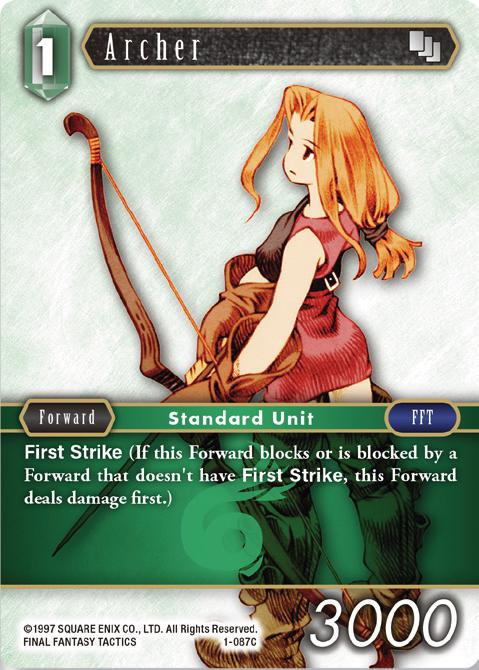 1
Archer
Forward
Standard Unit
FFT
First Strike (If this Forward blocks or is blocked by a
Forward that doesn't have First Strike, this Forward
deals damage first.)
6
©1997 SQUARE ENIX CO., LTD. All Rights Reserved.
FINAL FANTASY TACTICS
1-087C
3000